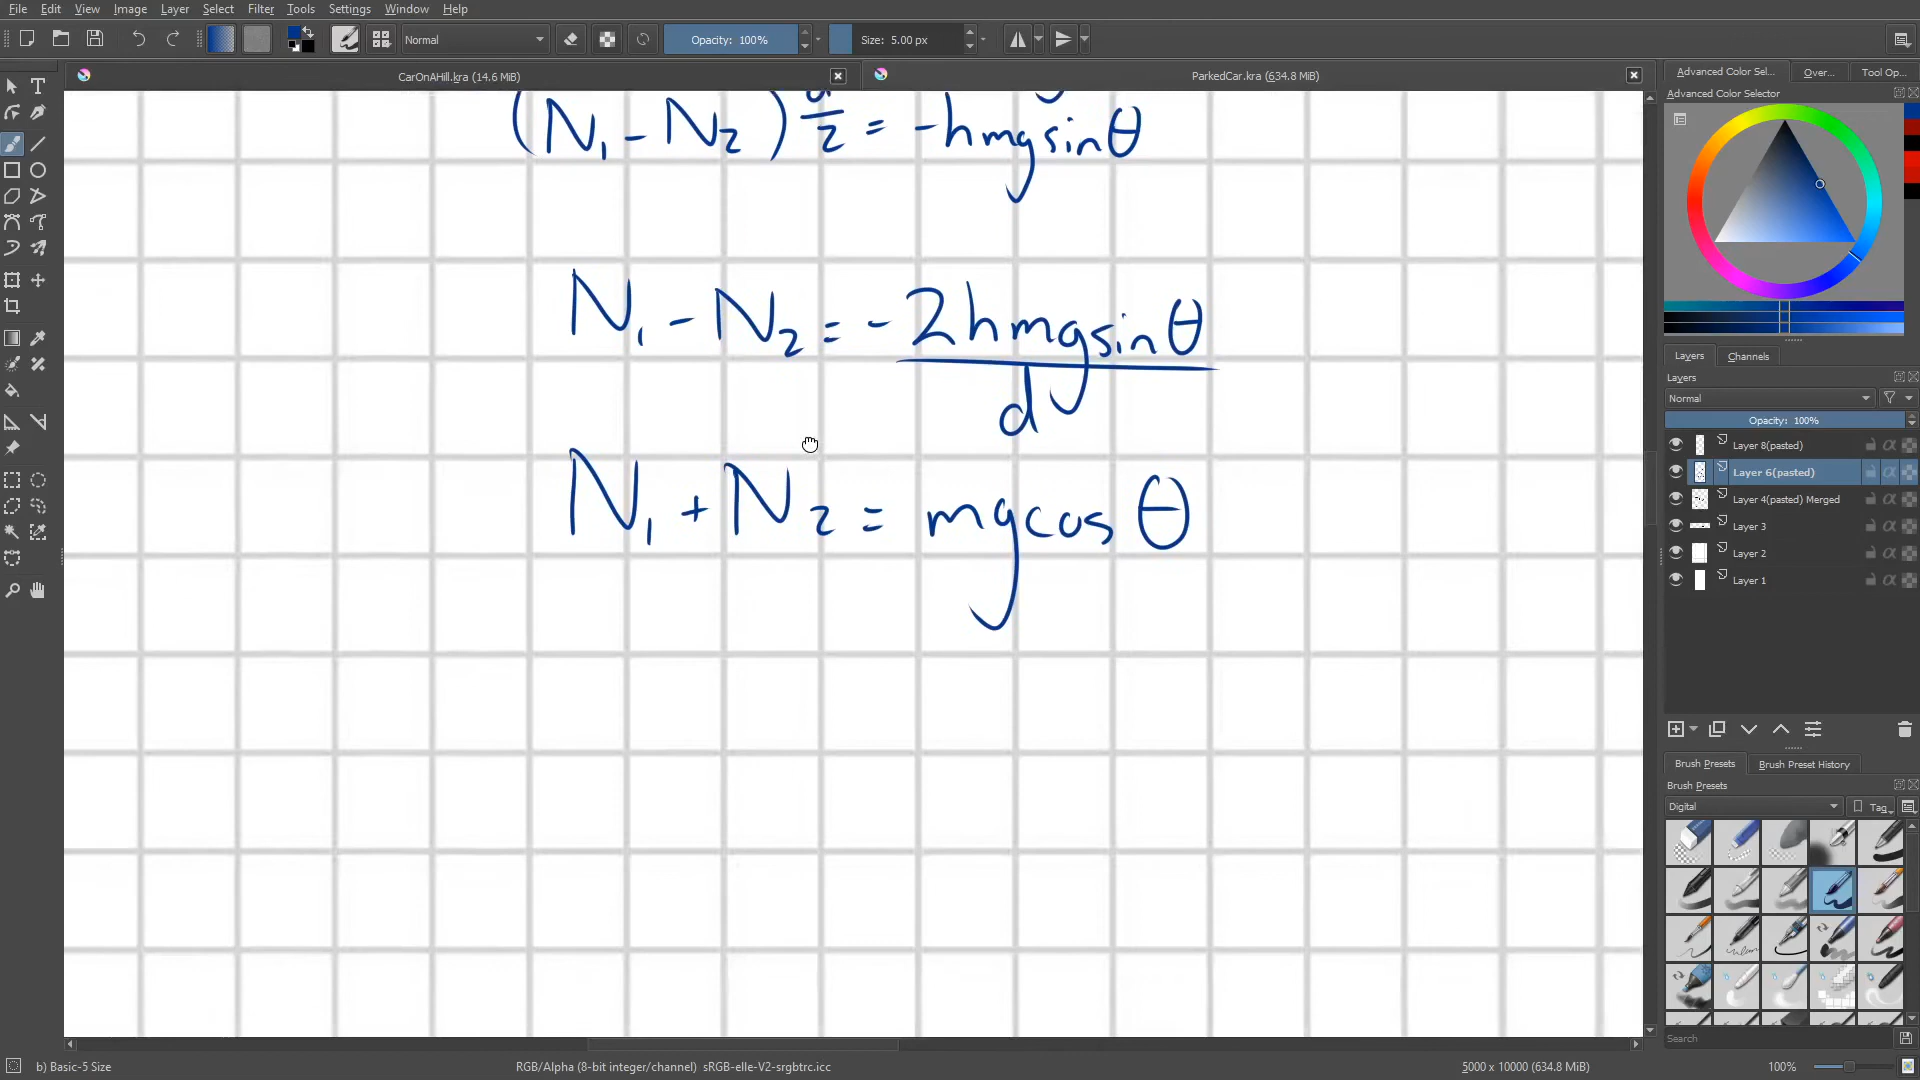 File Edit View Image Layer Select Filter Tools Settings Window Help
Normal Opacity: 100% Size: 5.00 px
CarOnAHill.kra (14.6 MiB) ParkedCar.kra (634.8 MiB)
Advanced Color Sel... Over... Tool Op...
Advanced Color Selector
(N₁ - N₂) d/2 = -hmgsinθ
N₁ - N₂ = - 2hmgsinθ
d
N₁ + N₂ = mgcos θ
Layers Channels
Layers
Normal
Opacity: 100%
Layer 8(pasted)
Layer 6(pasted)
Layer 4(pasted) Merged
Layer 3
Layer 2
Layer 1
Brush Presets Brush Preset History
Brush Presets
Digital Tag
Search
b) Basic-5 Size RGB/Alpha (8-bit integer/channel) sRGB-elle-V2-srgbtrc.icc 5000 x 10000 (634.8 MiB) 100%